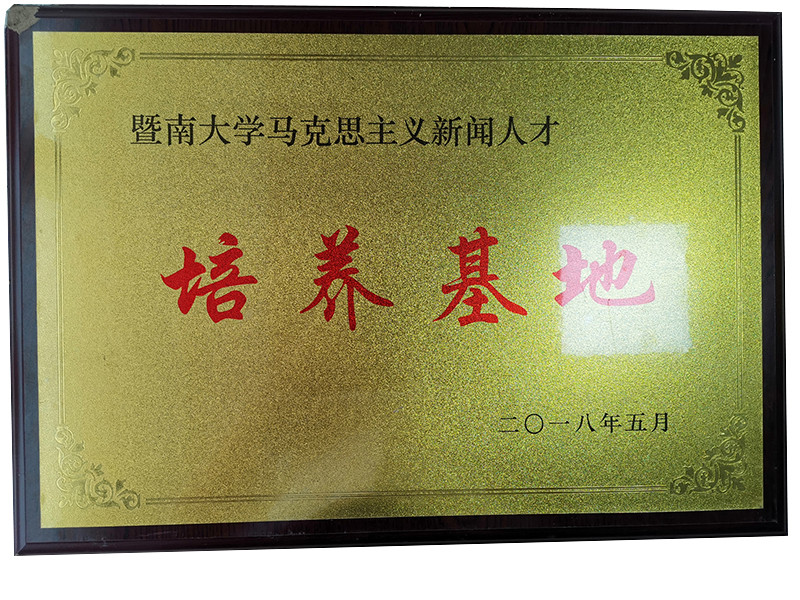 暨南大学马克思主义新闻人才
培养基地
二〇一八年五月